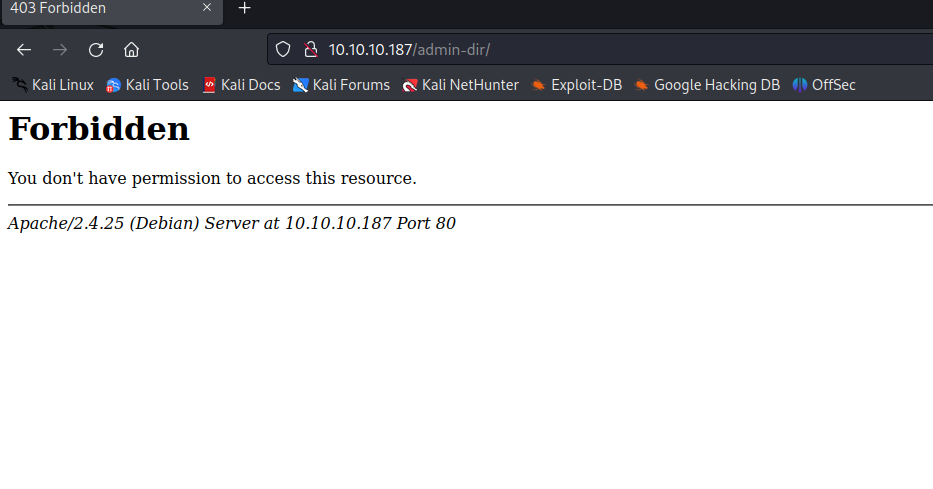 403 Forbidden
10.10.10.187/admin-dir/
Kali Linux Kali Tools Kali Docs Kali Forums Kali NetHunter Exploit-DB Google Hacking DB OffSec
Forbidden
You don't have permission to access this resource.
Apache/2.4.25 (Debian) Server at 10.10.10.187 Port 80